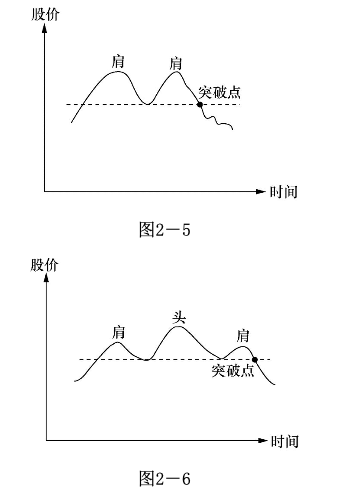 股价
肩 肩
突破点
时间
图2－5
股价
肩 头 肩
突破点
时间
图2－6